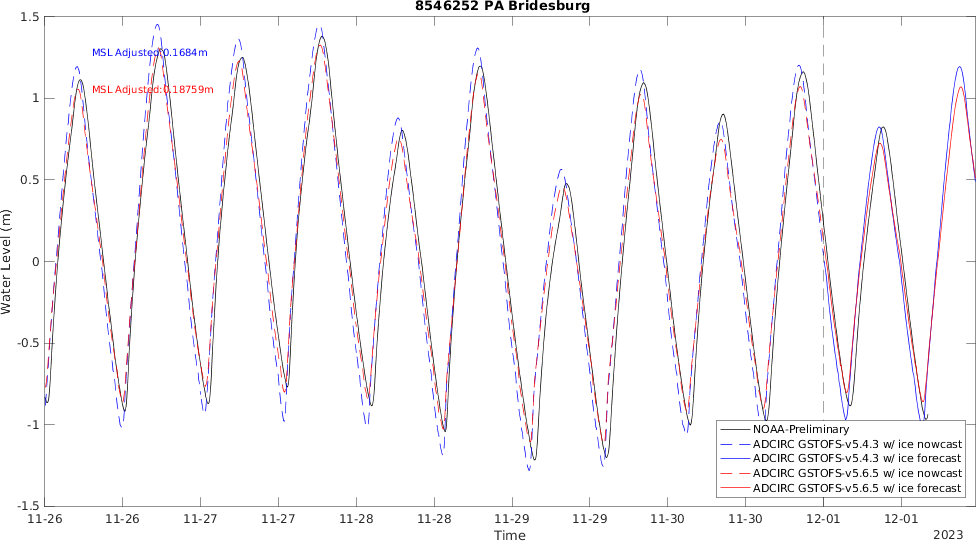 8546252 PA Bridesburg
MSL Adjusted:0.1684m
MSL Adjusted:0.18759m
Water Level (m)
1.5
1
0.5
0
-0.5
-1
-1.5
NOAA-Preliminary
ADCIRC GSTOFS-v5.4.3 w/ ice nowcast
ADCIRC GSTOFS-v5.4.3 w/ ice forecast
ADCIRC GSTOFS-v5.6.5 w/ ice nowcast
ADCIRC GSTOFS-v5.6.5 w/ ice forecast
11-26 11-26 11-27 11-27 11-28 11-28 11-29 11-29 11-30 11-30 12-01 12-01
Time
2023